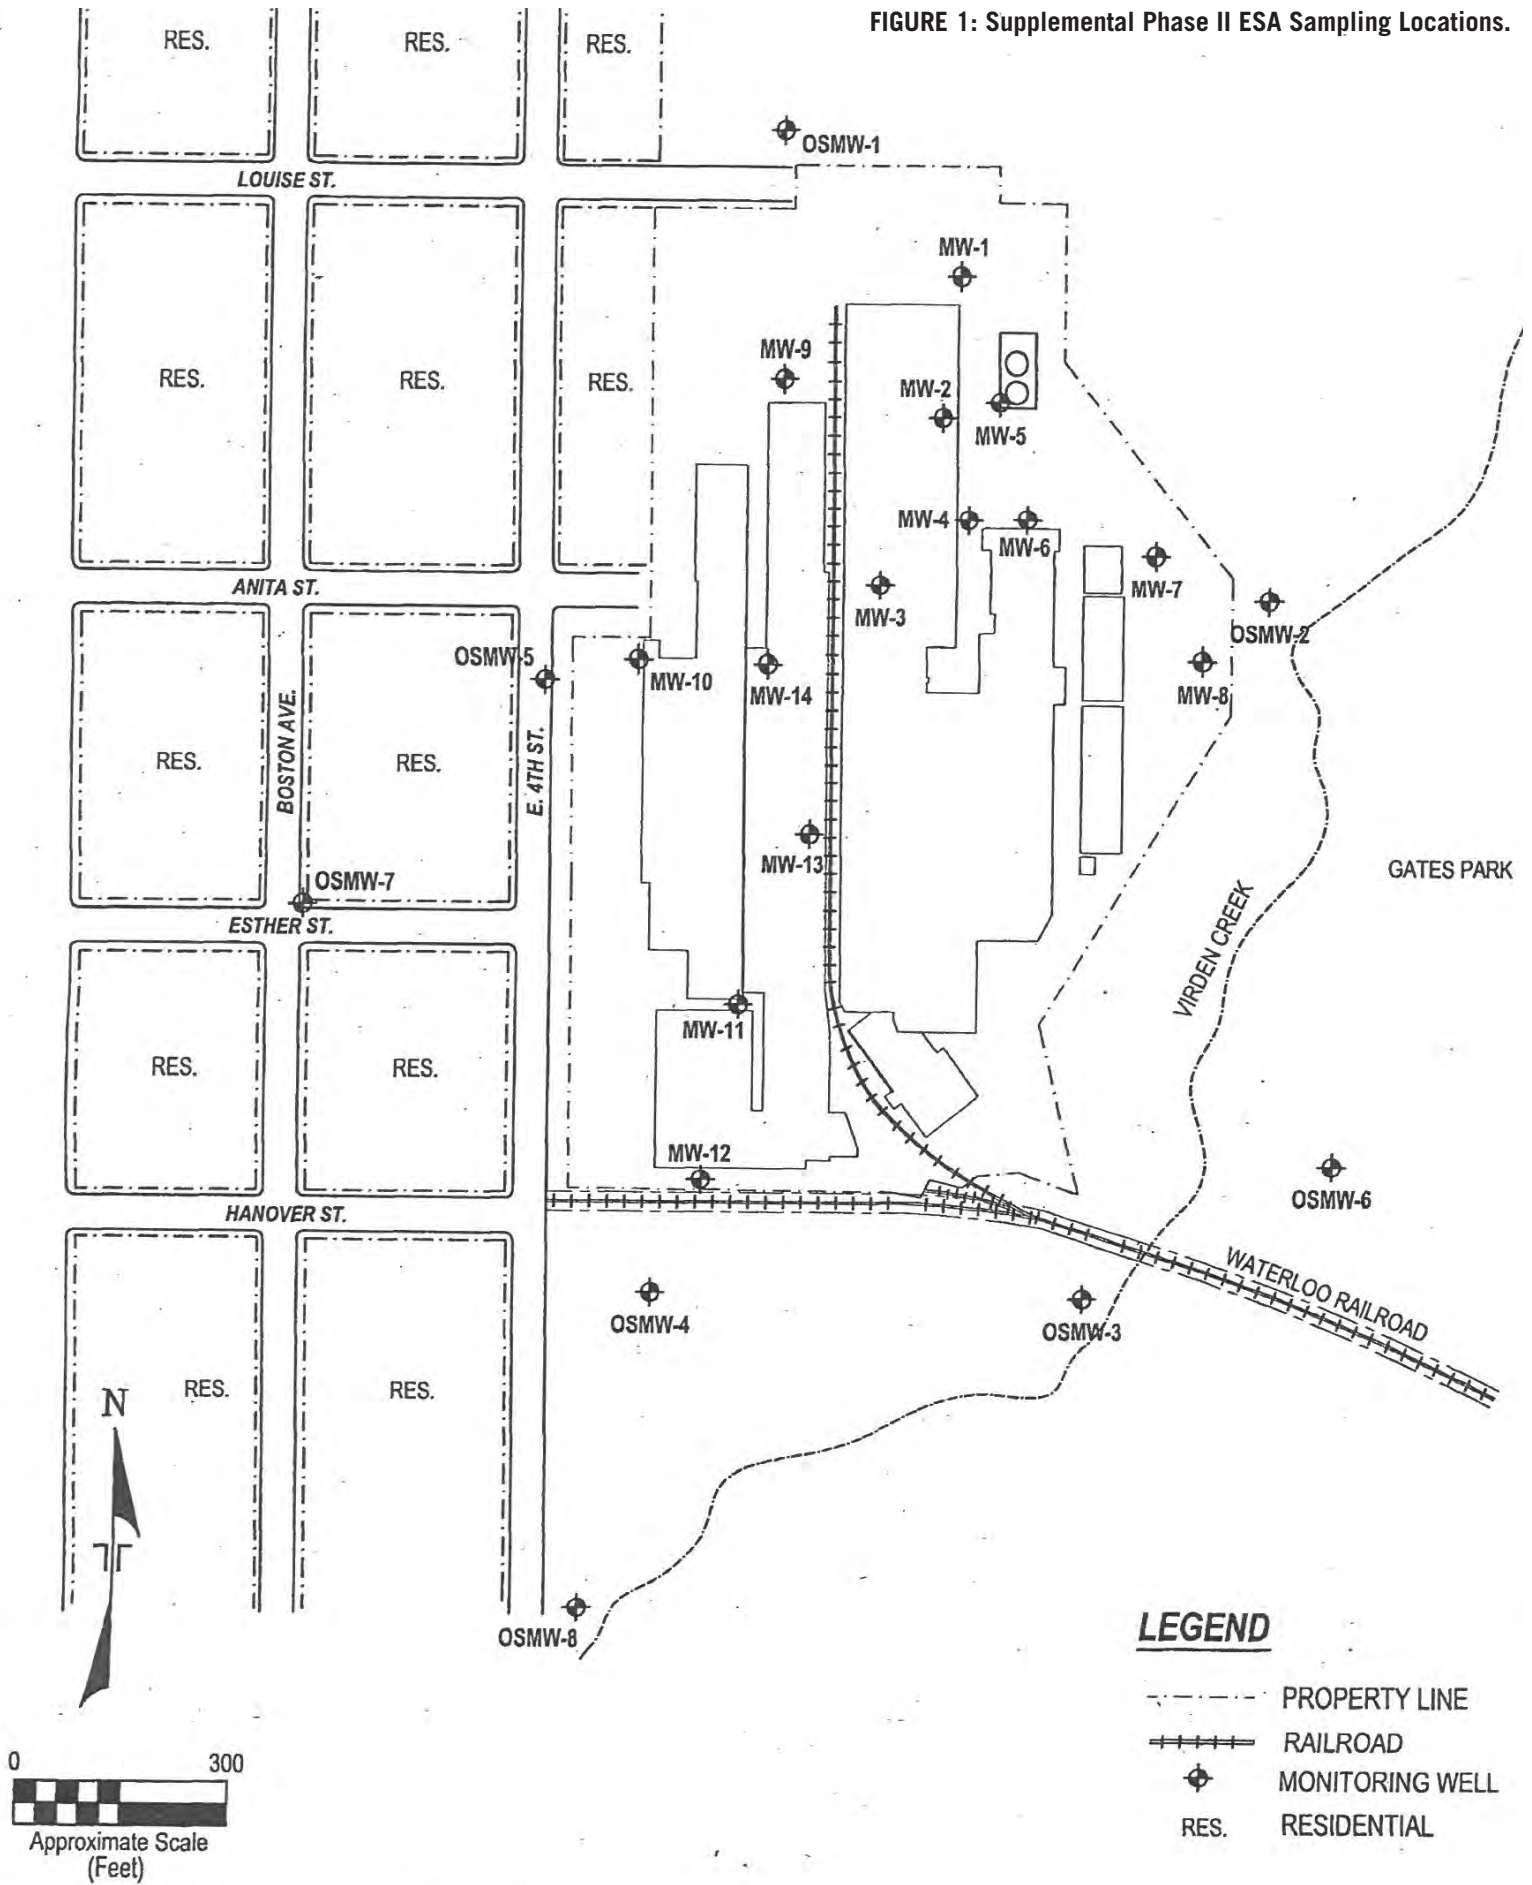 FIGURE 1: Supplemental Phase II ESA Sampling Locations.
RES.
RES.
RES.
OSMW-1
LOUISE ST.
MW-1
MW-9
RES.
RES.
RES.
MW-2
MW-5
MW-4
MW-6
ANITA ST.
MW-7
MW-3
OSMW-2
OSMW-5
MW-10
MW-14
MW-8
BOSTON AVE.
E. 4TH ST.
RES.
RES.
MW-13
GATES PARK
OSMW-7
ESTHER ST.
VIRDEN CREEK
MW-11
RES.
RES.
MW-12
OSMW-6
HANOVER ST.
WATERLOO RAILROAD
OSMW-4
OSMW-3
RES.
RES.
N
OSMW-8
LEGEND
PROPERTY LINE
RAILROAD
MONITORING WELL
RES. RESIDENTIAL
0 300
Approximate Scale
(Feet)